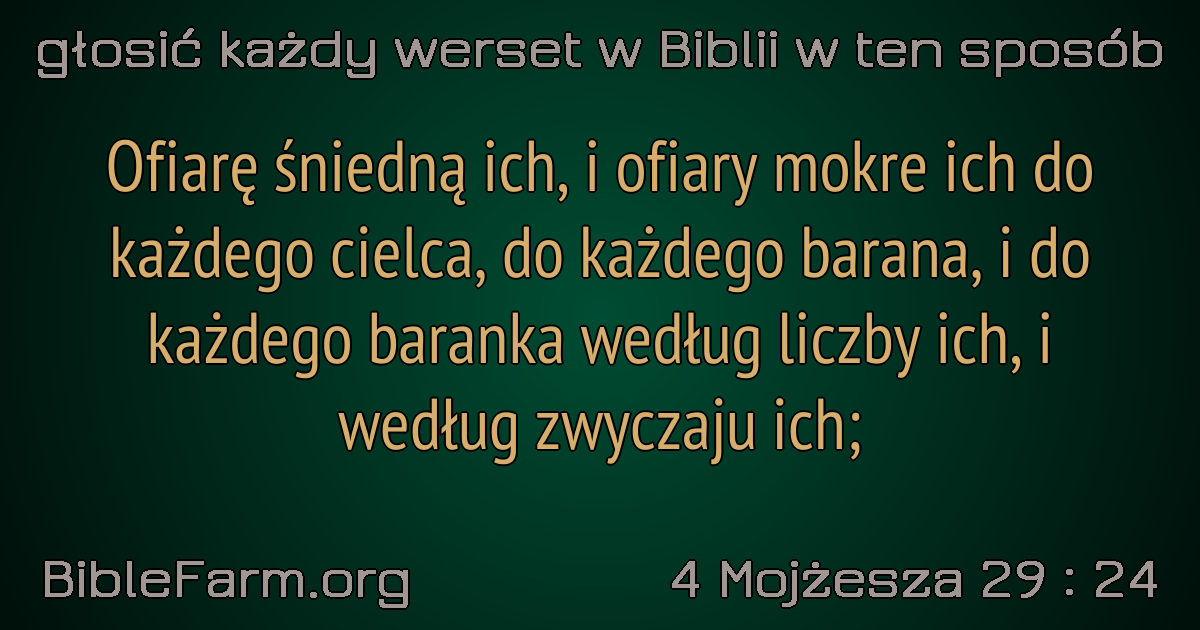 głosić każdy werset w Biblii w ten sposób
Ofiarę śniedną ich, i ofiary mokre ich do
każdego cielca, do każdego barana, i do
każdego baranka według liczby ich, i
według zwyczaju ich;
BibleFarm.org
4 Mojżesza 29 : 24